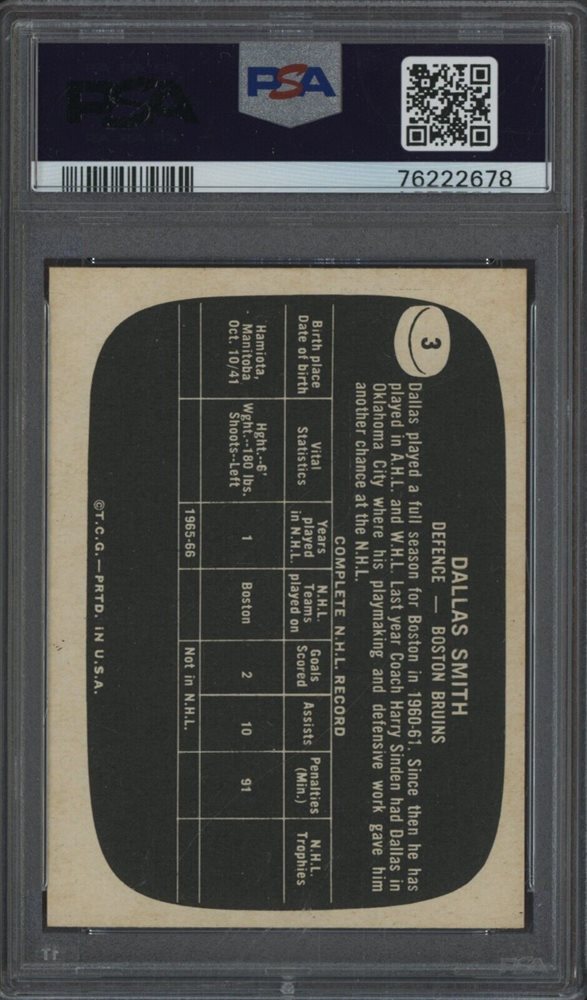 PSA
PSA
76222678
3
DALLAS SMITH
DEFENCE — BOSTON BRUINS
Dallas played a full season for Boston in 1960-61. Since then he has
played in A.H.L. and W.H.L. Last year Coach Harry Sinden had Dallas in
Oklahoma City where his playmaking and defensive work gave him
another chance at the N.H.L.
COMPLETE N.H.L. RECORD
Birth place
Date of birth
Vital
Statistics
Years
played
in N.H.L.
N.H.L.
Teams
played on
Goals
Scored
Assists
Penalties
(Min.)
N.H.L.
Trophies
Hamiota,
Manitoba
Oct. 10/41
Hght.--6'
Wght.--180 lbs.
Shoots--Left
1
Boston
2
10
91
1965-66
Not in N.H.L.
©T.C.G.—PRTD. IN U.S.A.
PSA